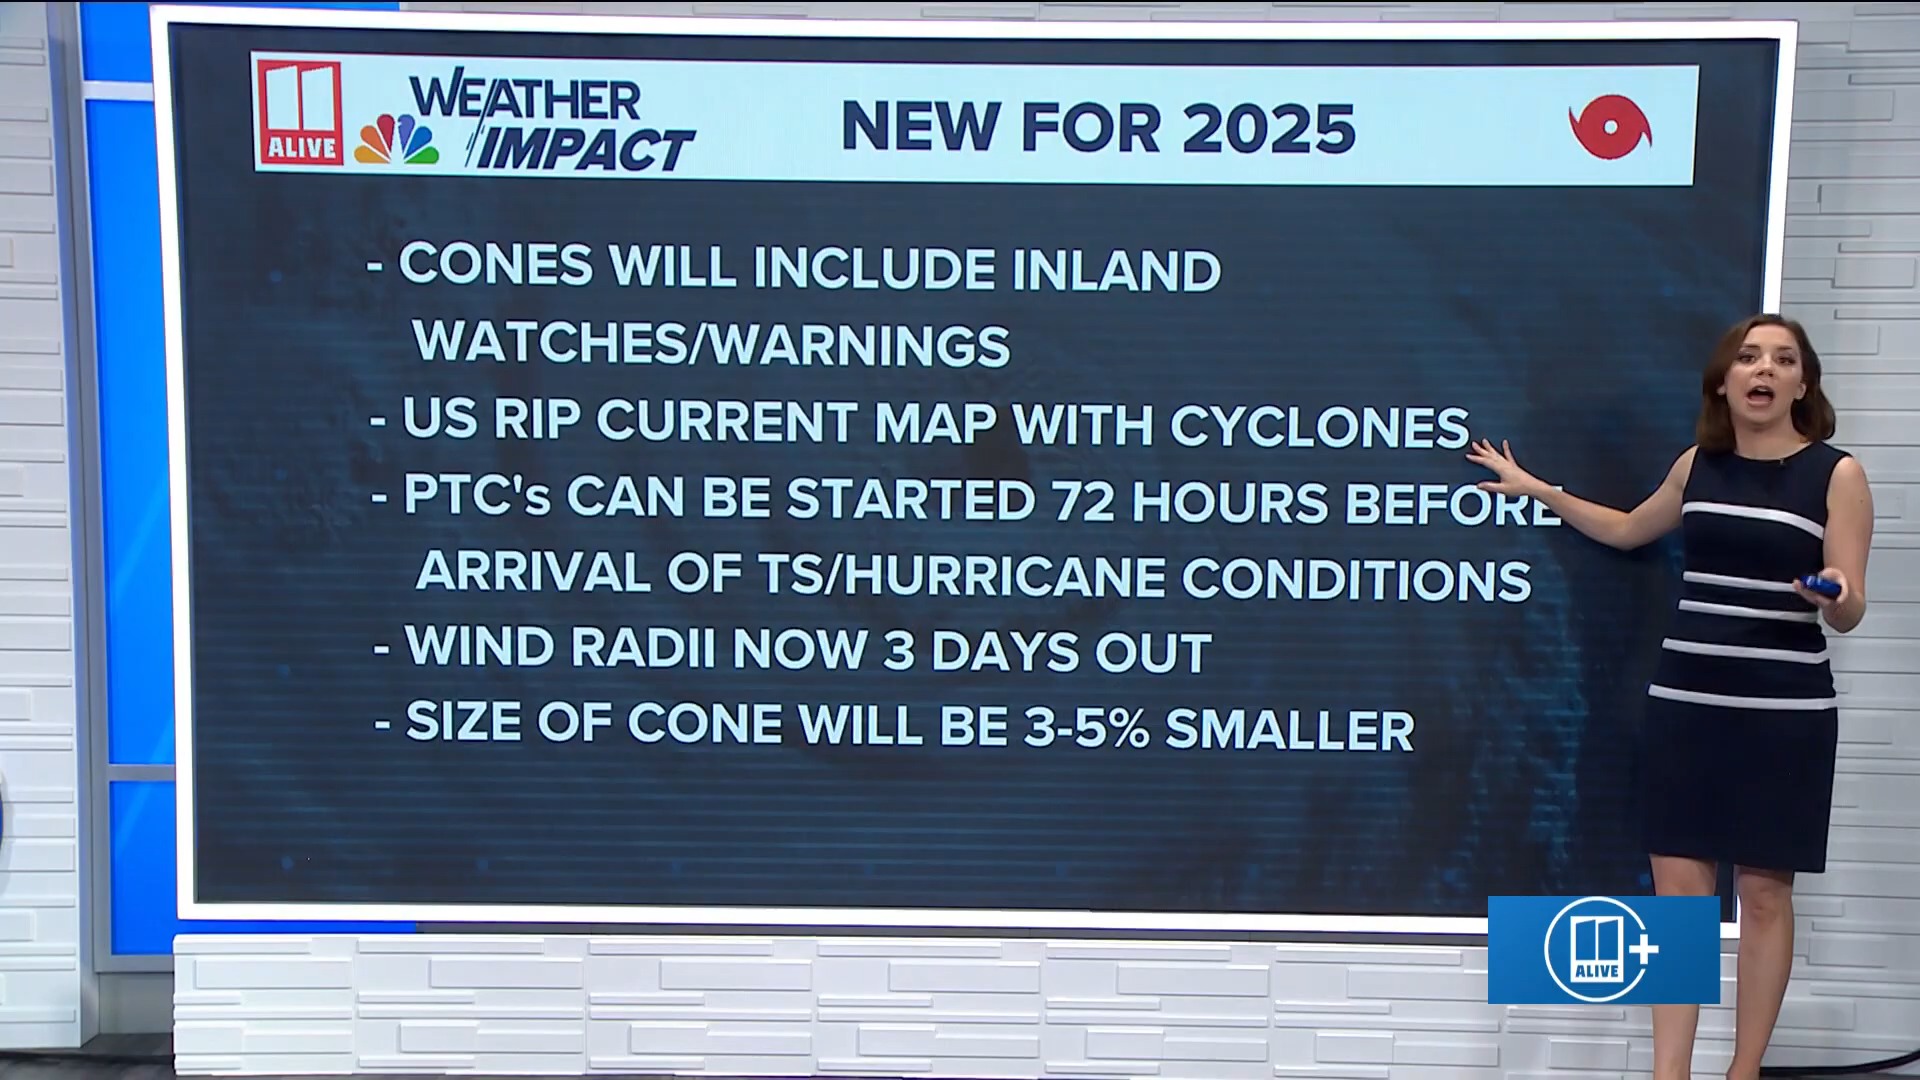 11 ALIVE
WEATHER IMPACT
NEW FOR 2025
- CONES WILL INCLUDE INLAND
WATCHES/WARNINGS
- US RIP CURRENT MAP WITH CYCLONES
- PTC's CAN BE STARTED 72 HOURS BEFORE
ARRIVAL OF TS/HURRICANE CONDITIONS
- WIND RADII NOW 3 DAYS OUT
- SIZE OF CONE WILL BE 3-5% SMALLER
11 ALIVE +